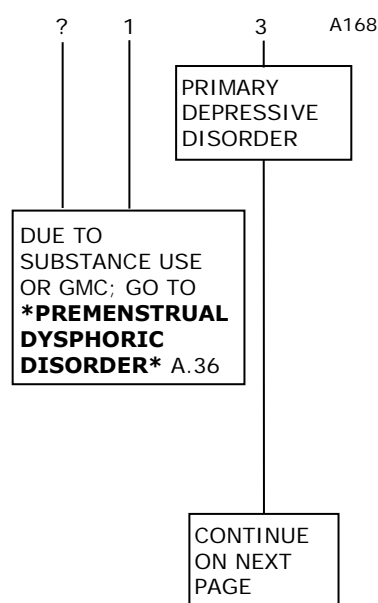 ? 1 3 A168
PRIMARY
DEPRESSIVE
DISORDER
DUE TO
SUBSTANCE USE
OR GMC; GO TO
*PREMENSTRUAL
DYSPHORIC
DISORDER* A.36
CONTINUE
ON NEXT
PAGE